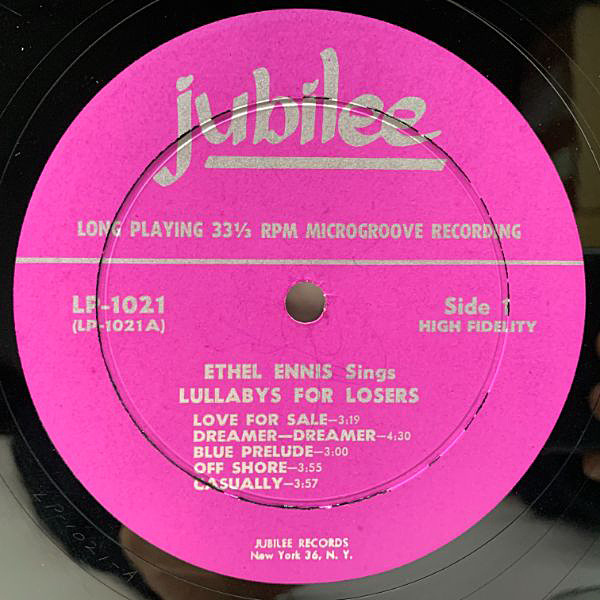 jubilee
LONG PLAYING 33⅓ RPM MICROGROOVE RECORDING
LP-1021 Side 1
(LP-1021A) HIGH FIDELITY
ETHEL ENNIS Sings
LULLABYS FOR LOSERS
LOVE FOR SALE—3:19
DREAMER—DREAMER—4:30
BLUE PRELUDE—3:00
OFF SHORE—3:55
CASUALLY—3:57
JUBILEE RECORDS
New York 36, N. Y.
LP-1021-A